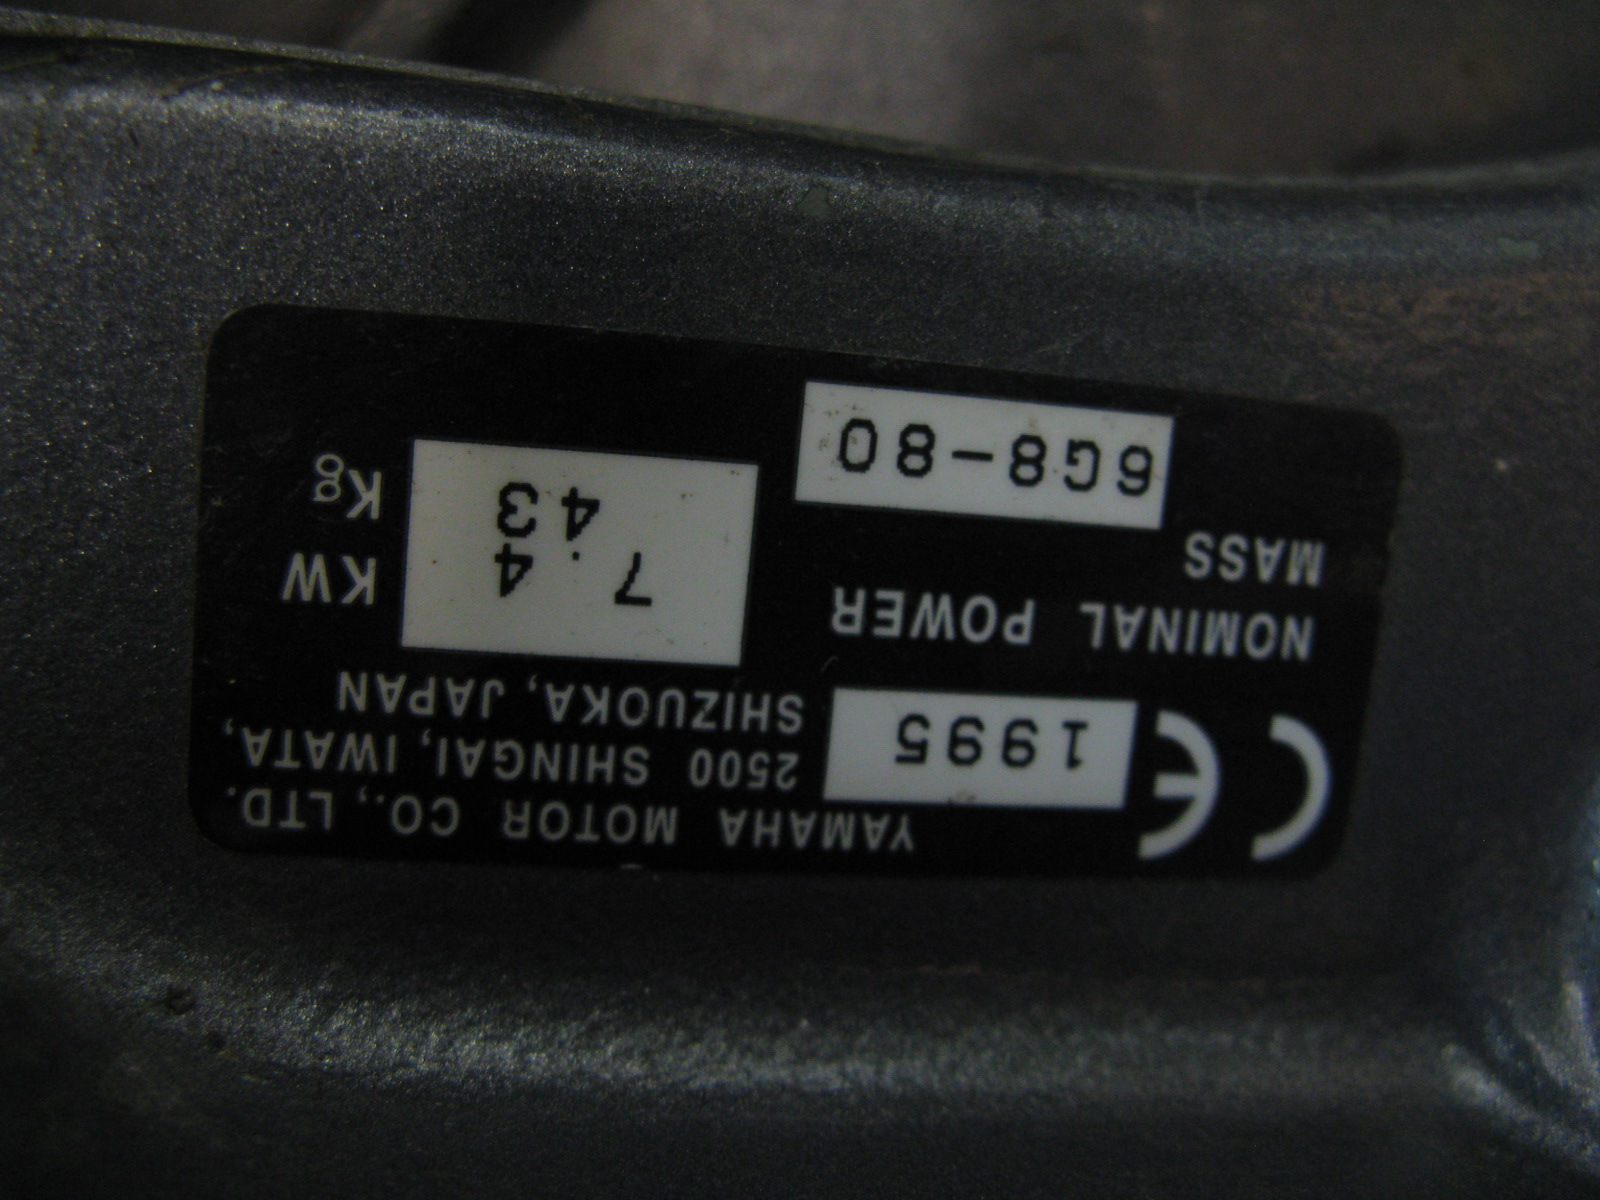 CE 1995 YAMAHA MOTOR CO., LTD.
2500 SHINGAI, IWATA,
SHIZUOKA, JAPAN
NOMINAL POWER 7.4 KW
MASS 43 Kg
6G8-80